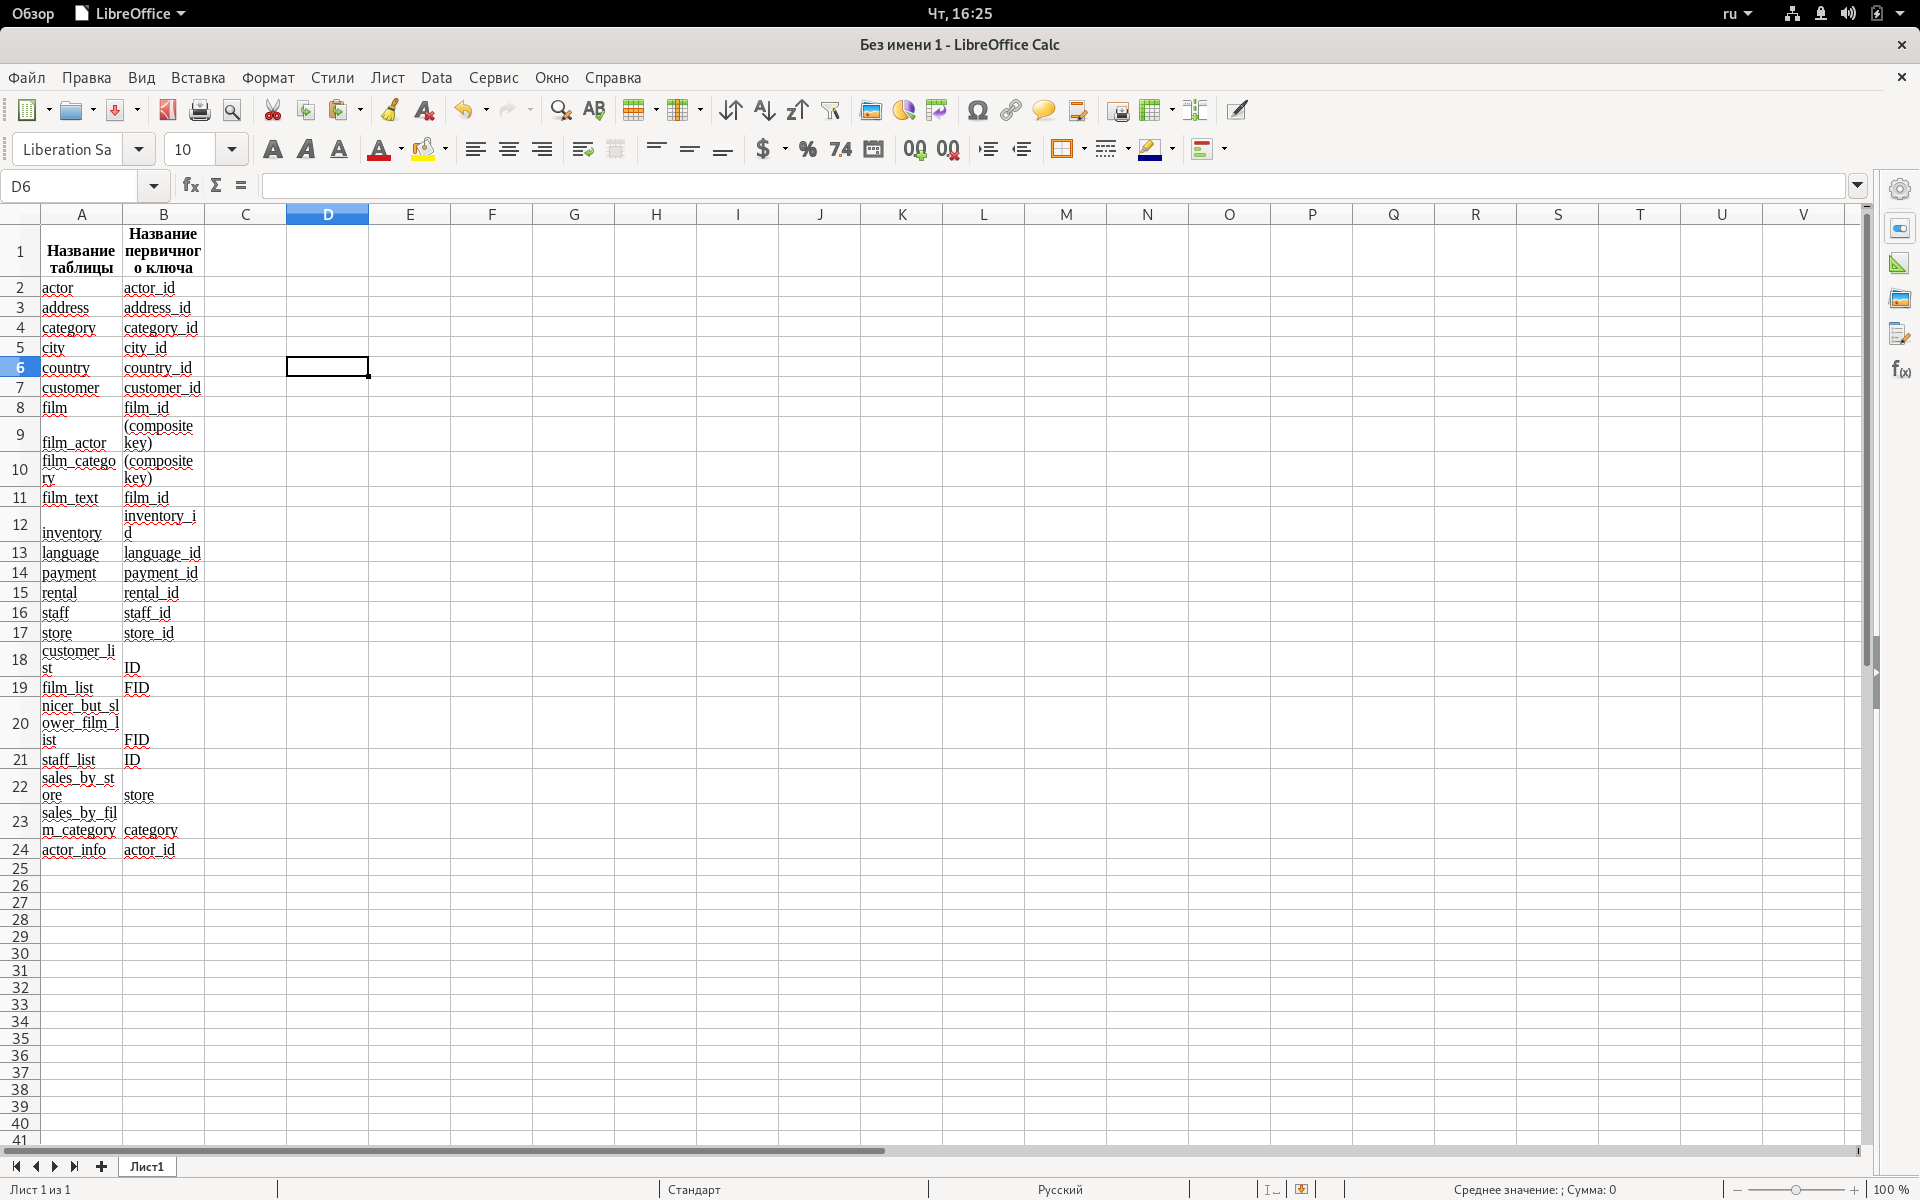 Обзор LibreOffice Чт, 16:25 ru
Без имени 1 - LibreOffice Calc
Файл Правка Вид Вставка Формат Стили Лист Data Сервис Окно Справка
Liberation Sa 10
D6
A B C D E F G H I J K L M N O P Q R S T U V
1 Название таблицы Название первичного ключа
2 actor actor_id
3 address address_id
4 category category_id
5 city city_id
6 country country_id
7 customer customer_id
8 film film_id
9 film_actor (composite key)
10 film_category (composite key)
11 film_text film_id
12 inventory inventory_id
13 language language_id
14 payment payment_id
15 rental rental_id
16 staff staff_id
17 store store_id
18 customer_list ID
19 film_list FID
20 nicer_but_slower_film_list FID
21 staff_list ID
22 sales_by_store store
23 sales_by_film_category category
24 actor_info actor_id
25
26
27
28
29
30
31
32
33
34
35
36
37
38
39
40
41
Лист1
Лист 1 из 1 Стандарт Русский Среднее значение: ; Сумма: 0 100 %